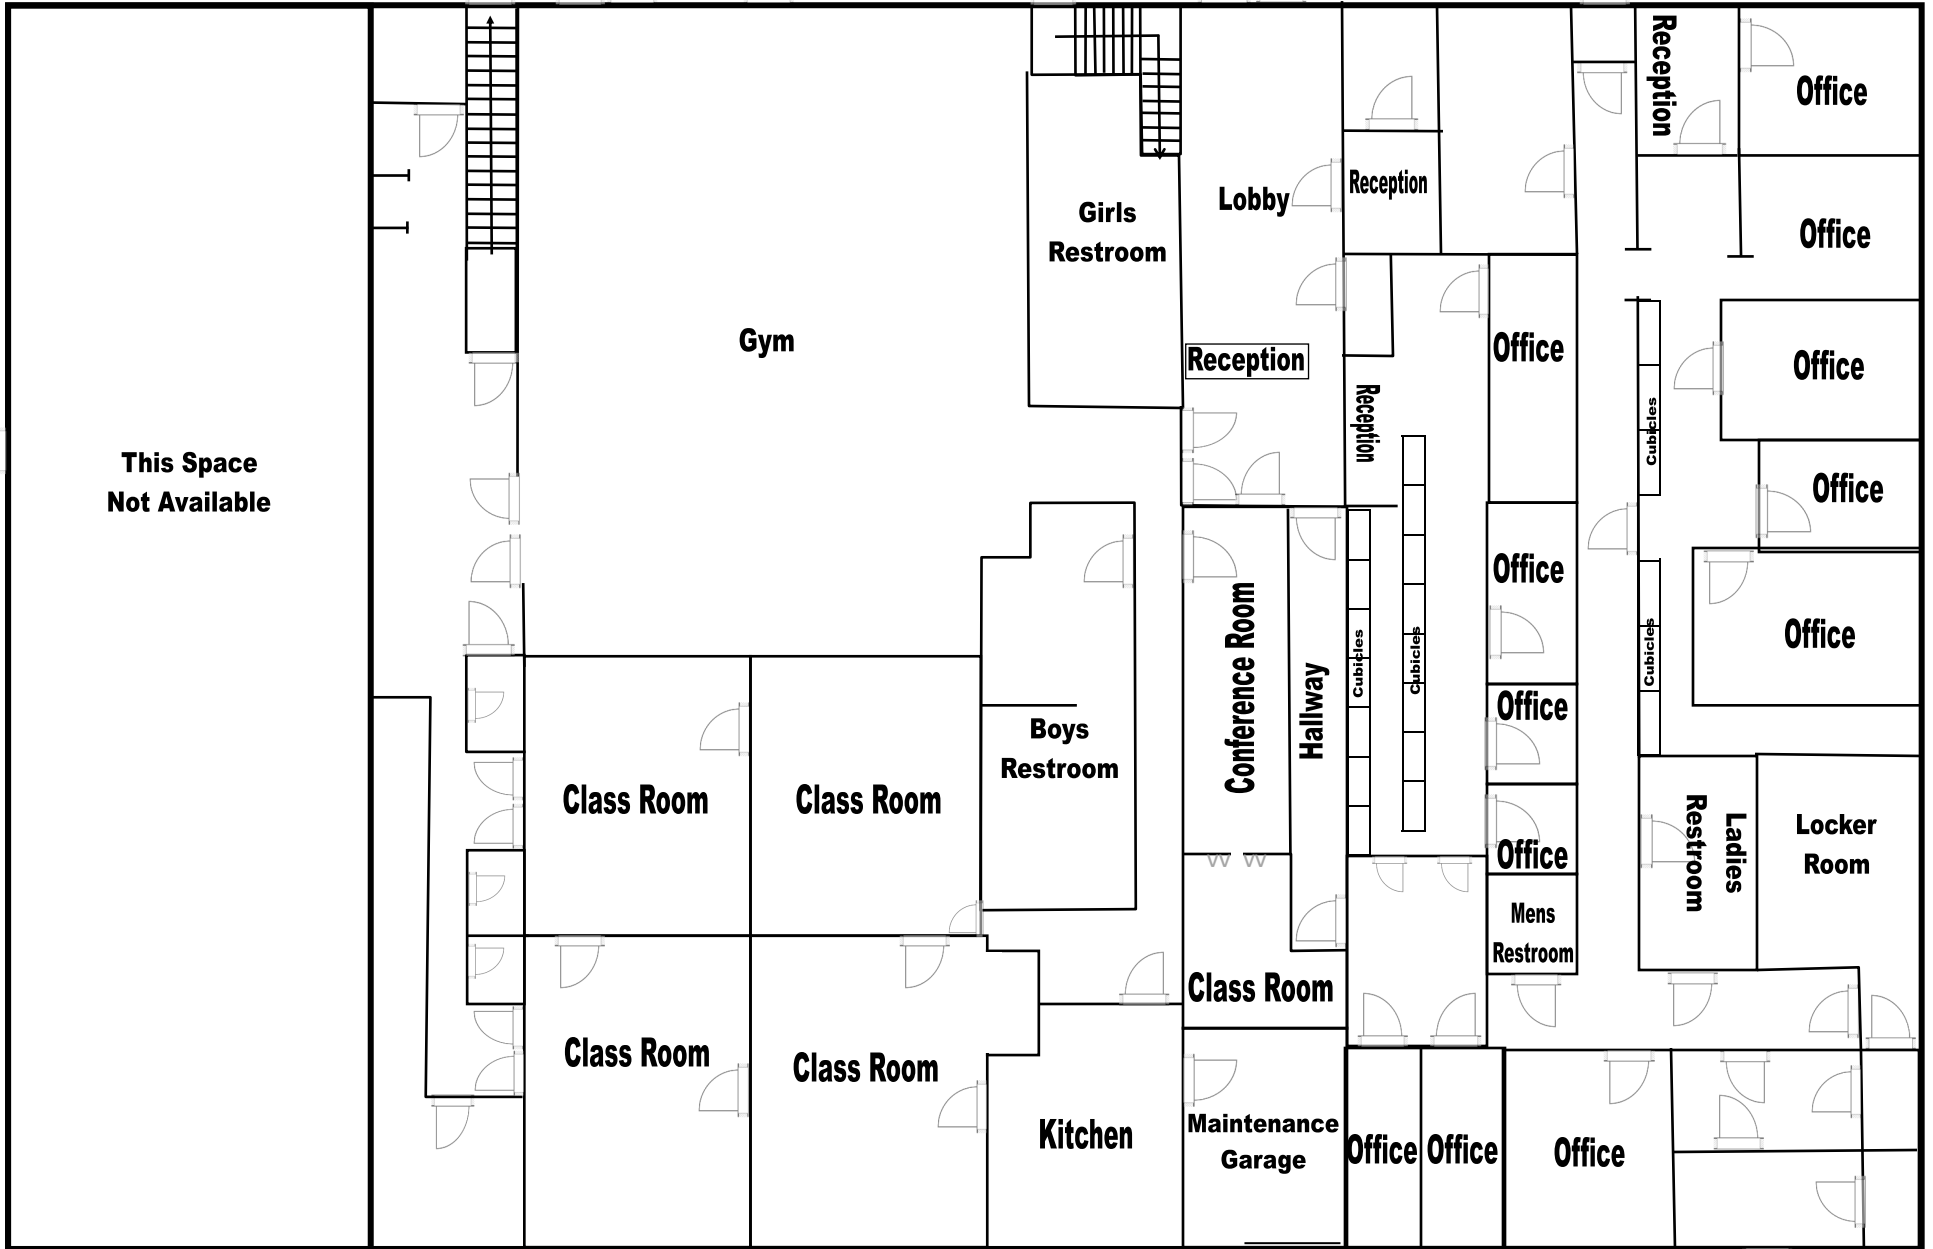 Reception
Office
Lobby
Reception
Girls
Restroom
Office
Gym
Reception
Office
Office
Reception
Cubicles
This Space
Not Available
Office
Office
Conference Room
Hallway
Cubicles
Cubicles
Cubicles
Office
Office
Boys
Restroom
Class Room
Class Room
Office
Ladies
Restroom
Locker
Room
Mens
Restroom
Class Room
Class Room
Class Room
Kitchen
Maintenance
Garage
Office
Office
Office